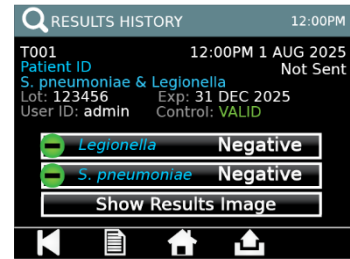 RESULTS HISTORY 12:00PM
T001 12:00PM 1 AUG 2025
Patient ID Not Sent
S. pneumoniae & Legionella
Lot: 123456 Exp: 31 DEC 2025
User ID: admin Control: VALID
Legionella Negative
S. pneumoniae Negative
Show Results Image